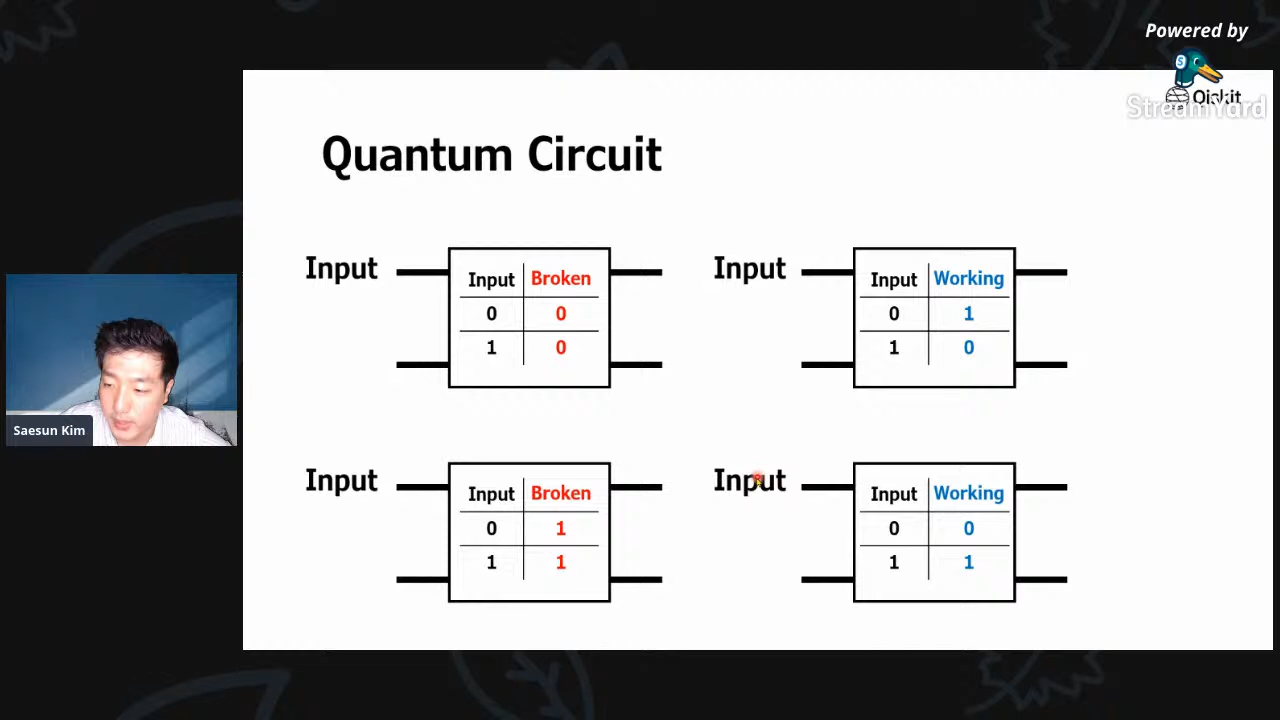 Powered by
S
Qiskit
StreamYard
Quantum Circuit
Input
Input Broken
0 0
1 0
Input
Input Working
0 1
1 0
Saesun Kim
Input
Input Broken
0 1
1 1
Input
Input Working
0 0
1 1